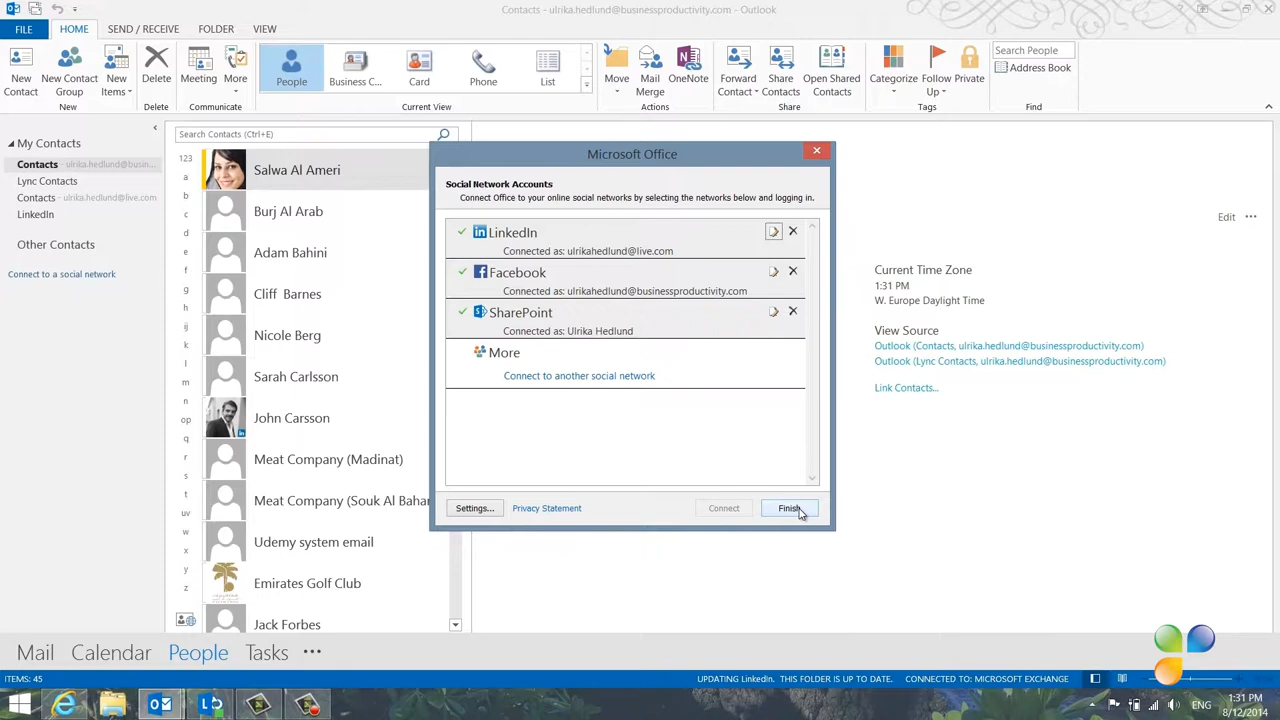 Contacts - ulrika.hedlund@businessproductivity.com - Outlook
FILE HOME SEND / RECEIVE FOLDER VIEW
New Contact
New Contact Group
New Items
New
Delete
Delete
Meeting
More
Communicate
People
Business C...
Card
Phone
List
Current View
Move
Mail Merge
OneNote
Actions
Forward Contact
Share Contacts
Open Shared Contacts
Share
Categorize
Follow Up
Private
Tags
Search People
Address Book
Find
My Contacts
Contacts - ulrika.hedlund@busin...
Lync Contacts
Contacts - ulrika.hedlund@live.com
LinkedIn
Other Contacts
Connect to a social network
Search Contacts (Ctrl+E)
123
a
b
c
d
e
f
g
h
i
j
k
l
m
n
op
q
r
s
t
uv
w
x
y
z
Salwa Al Ameri
Burj Al Arab
Adam Bahini
Cliff Barnes
Nicole Berg
Sarah Carlsson
John Carsson
Meat Company (Madinat)
Meat Company (Souk Al Bahar
Udemy system email
Emirates Golf Club
Jack Forbes
Microsoft Office
Social Network Accounts
Connect Office to your online social networks by selecting the networks below and logging in.
LinkedIn
Connected as: ulrikahedlund@live.com
Facebook
Connected as: ulrikahedlund@businessproductivity.com
SharePoint
Connected as: Ulrika Hedlund
More
Connect to another social network
Settings... Privacy Statement Connect Finish
Edit
Current Time Zone
1:31 PM
W. Europe Daylight Time
View Source
Outlook (Contacts, ulrika.hedlund@businessproductivity.com)
Outlook (Lync Contacts, ulrika.hedlund@businessproductivity.com)
Link Contacts...
Mail Calendar People Tasks
ITEMS: 45 UPDATING LinkedIn. THIS FOLDER IS UP TO DATE. CONNECTED TO: MICROSOFT EXCHANGE
ENG
1:31 PM
8/12/2014